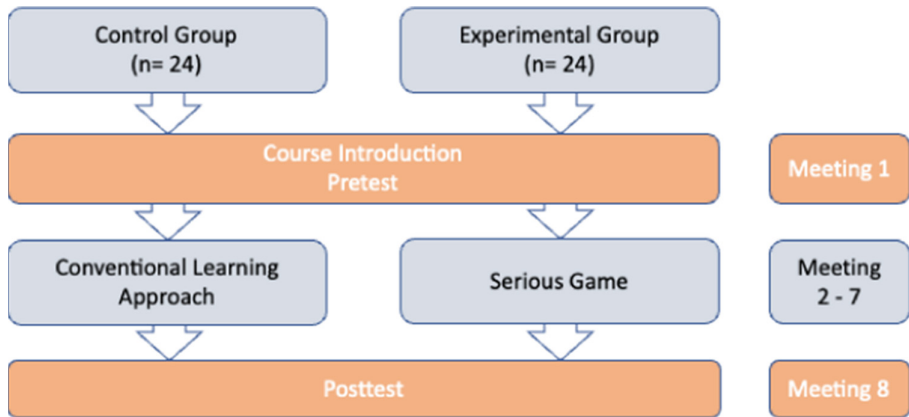 Control Group
(n= 24)
Experimental Group
(n= 24)
Course Introduction
Pretest
Meeting 1
Conventional Learning
Approach
Serious Game
Meeting
2 - 7
Posttest
Meeting 8